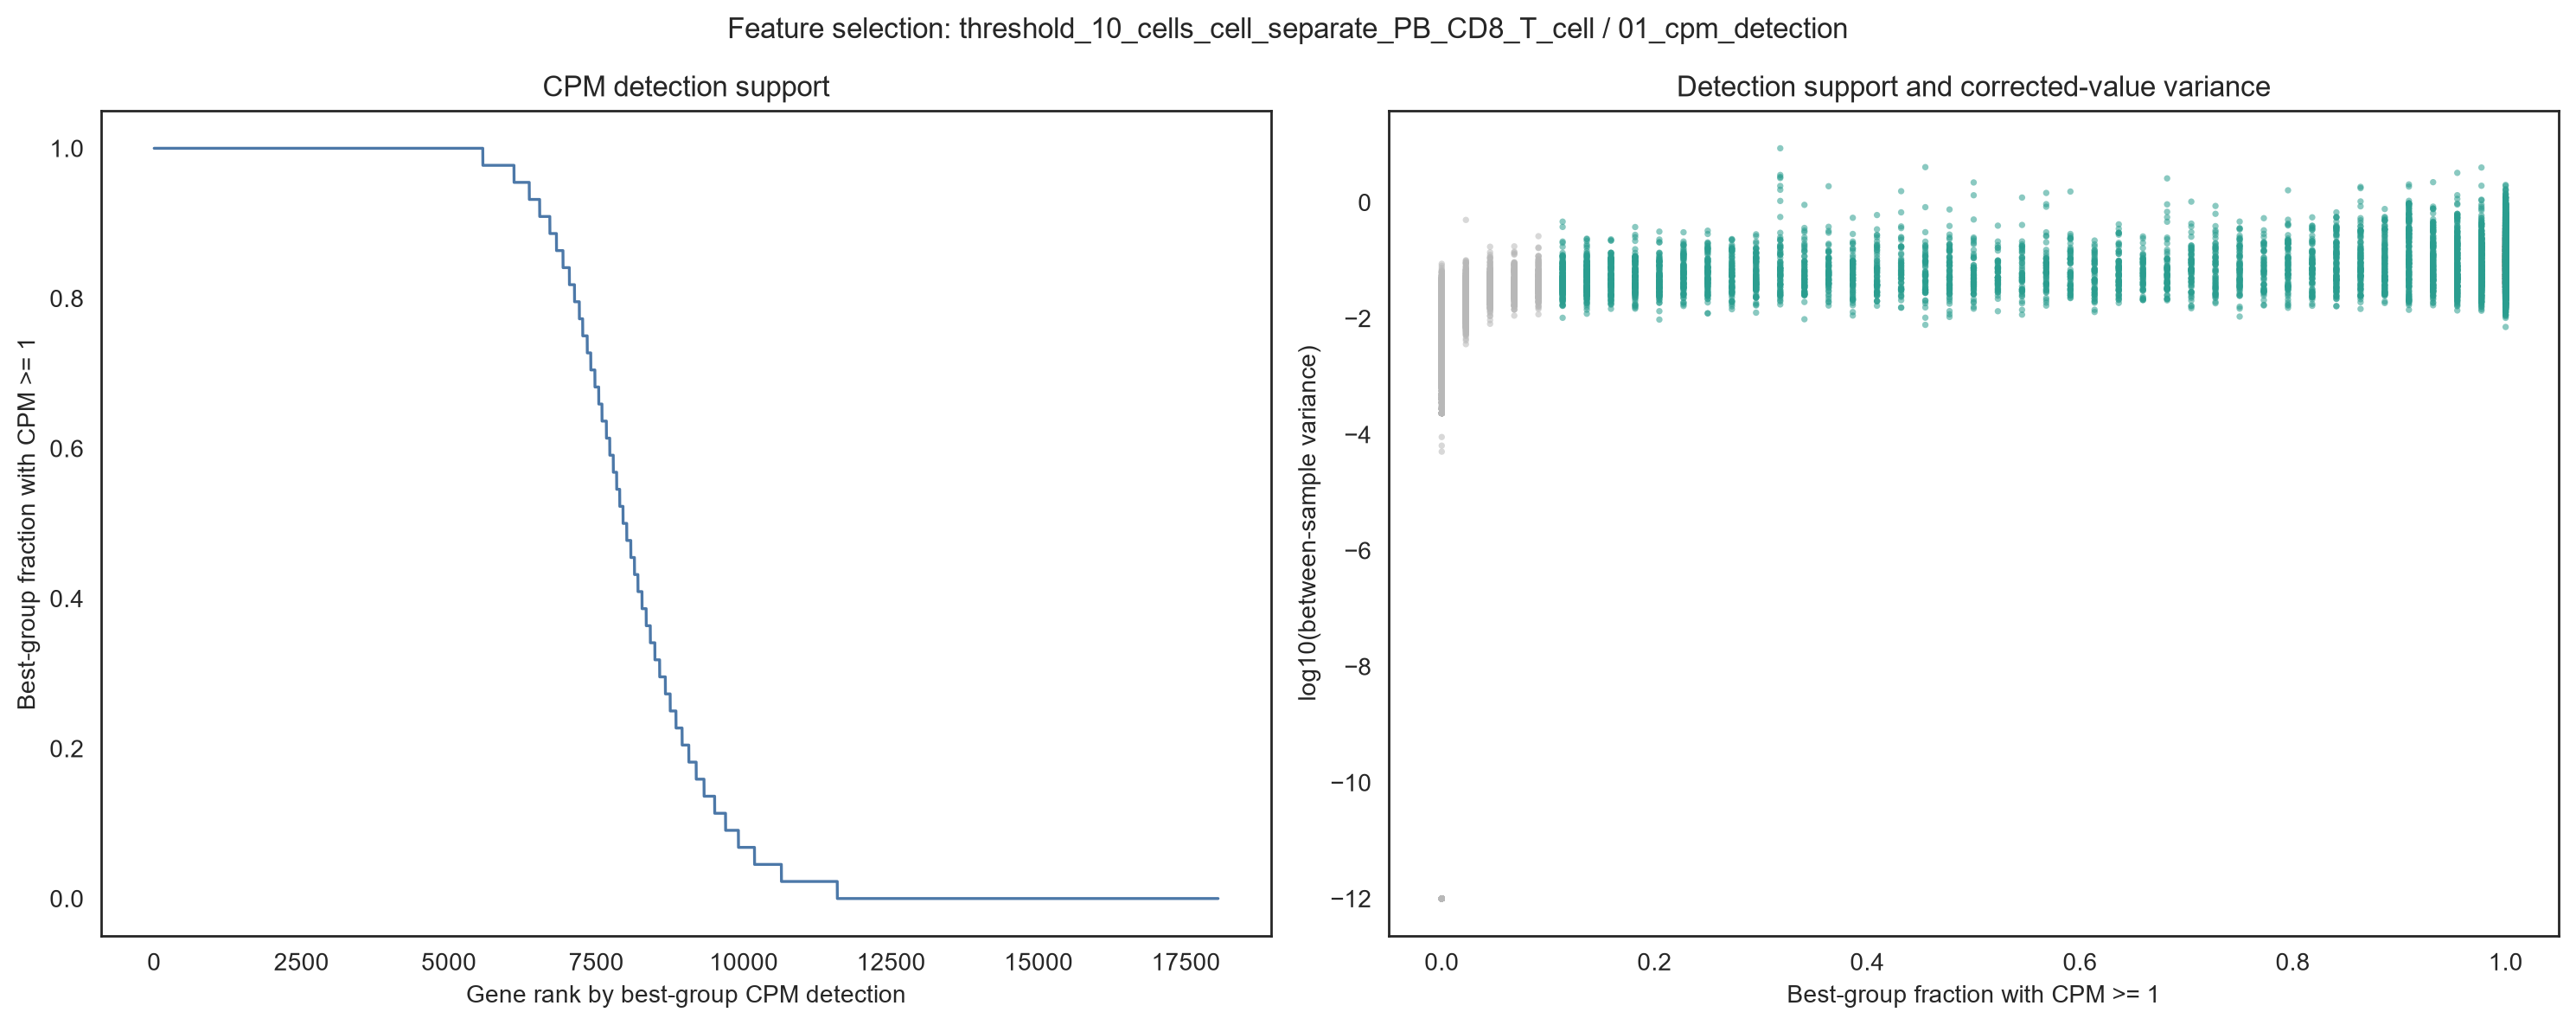 Feature selection: threshold_10_cells_cell_separate_PB_CD8_T_cell / 01_cpm_detection
CPM detection support
Best-group fraction with CPM >= 1
1.0
0.8
0.6
0.4
0.2
0.0
0 2500 5000 7500 10000 12500 15000 17500
Gene rank by best-group CPM detection
Detection support and corrected-value variance
log10(between-sample variance)
0
−2
−4
−6
−8
−10
−12
0.0 0.2 0.4 0.6 0.8 1.0
Best-group fraction with CPM >= 1